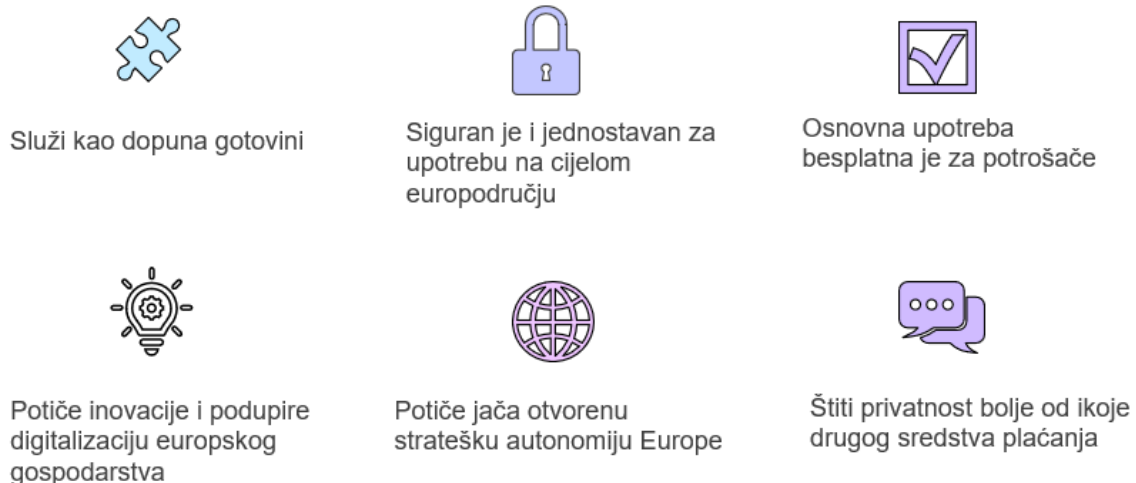 Služi kao dopuna gotovini
Siguran je i jednostavan za
upotrebu na cijelom
europodručju
Osnovna upotreba
besplatna je za potrošače
Potiče inovacije i podupire
digitalizaciju europskog
gospodarstva
Potiče jača otvorenu
stratešku autonomiju Europe
Štiti privatnost bolje od ikoje
drugog sredstva plaćanja